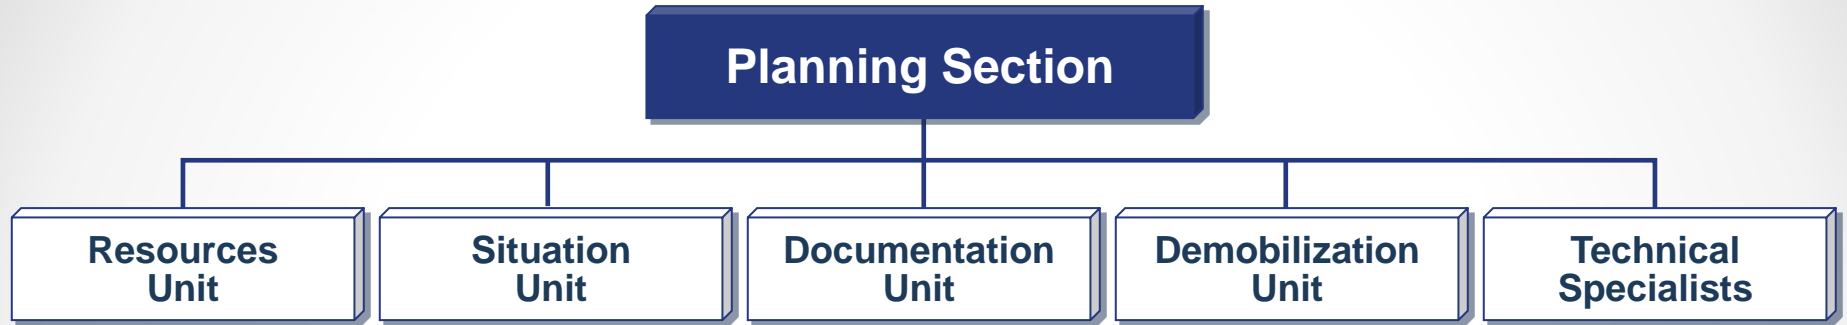 Planning Section
Resources
Unit
Situation
Unit
Documentation
Unit
Demobilization
Unit
Technical
Specialists